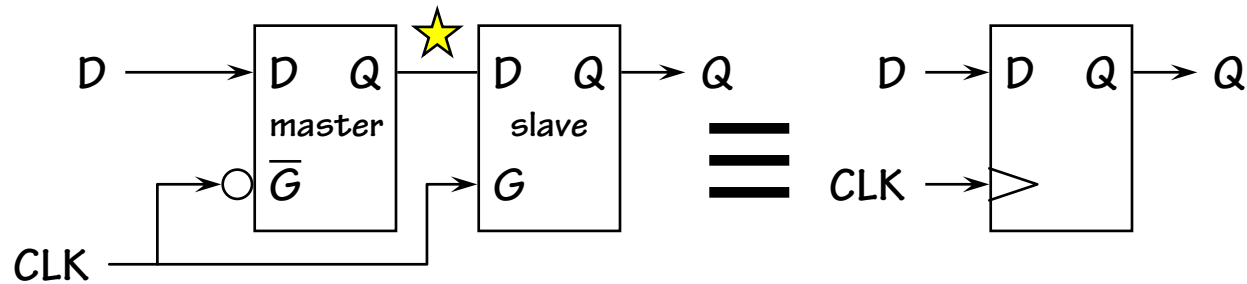 D D Q D Q Q D D Q Q
master slave
G̅ G CLK
CLK